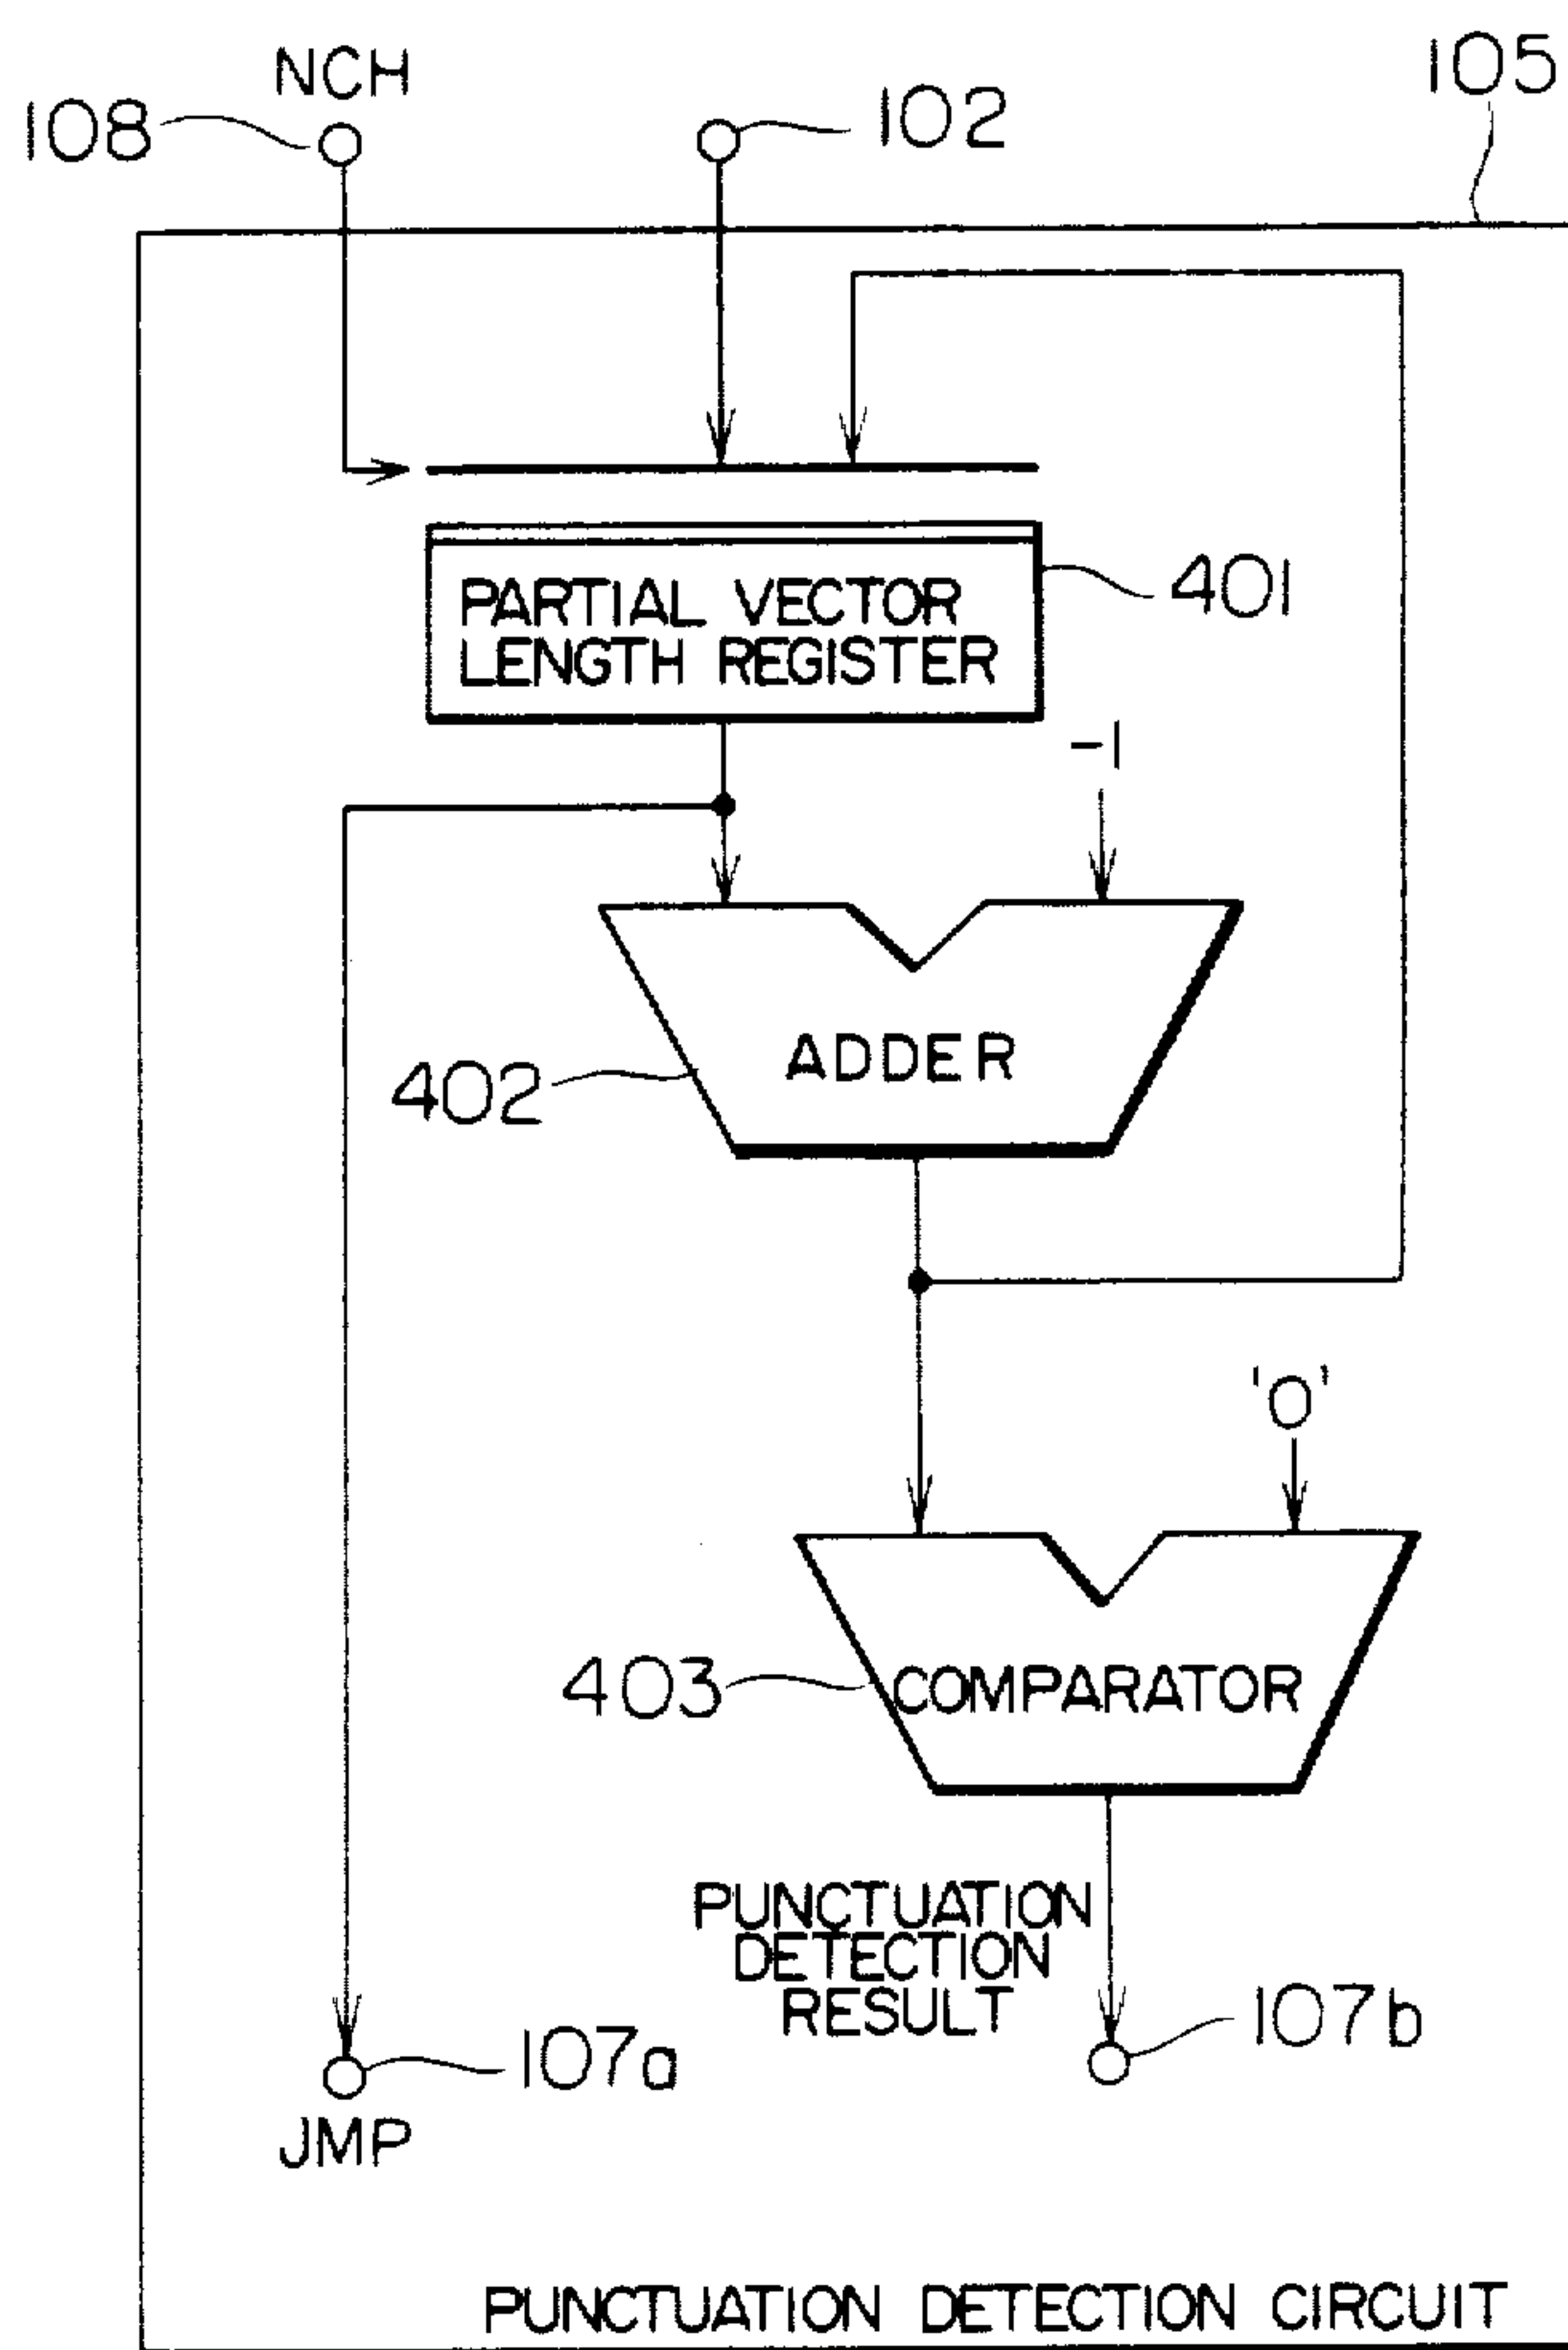 NCH
105
108
102
PARTIAL VECTOR
LENGTH REGISTER
401
-1
ADDER
402
'0'
403
COMPARATOR
PUNCTUATION
DETECTION
RESULT
107a
107b
JMP
PUNCTUATION DETECTION CIRCUIT